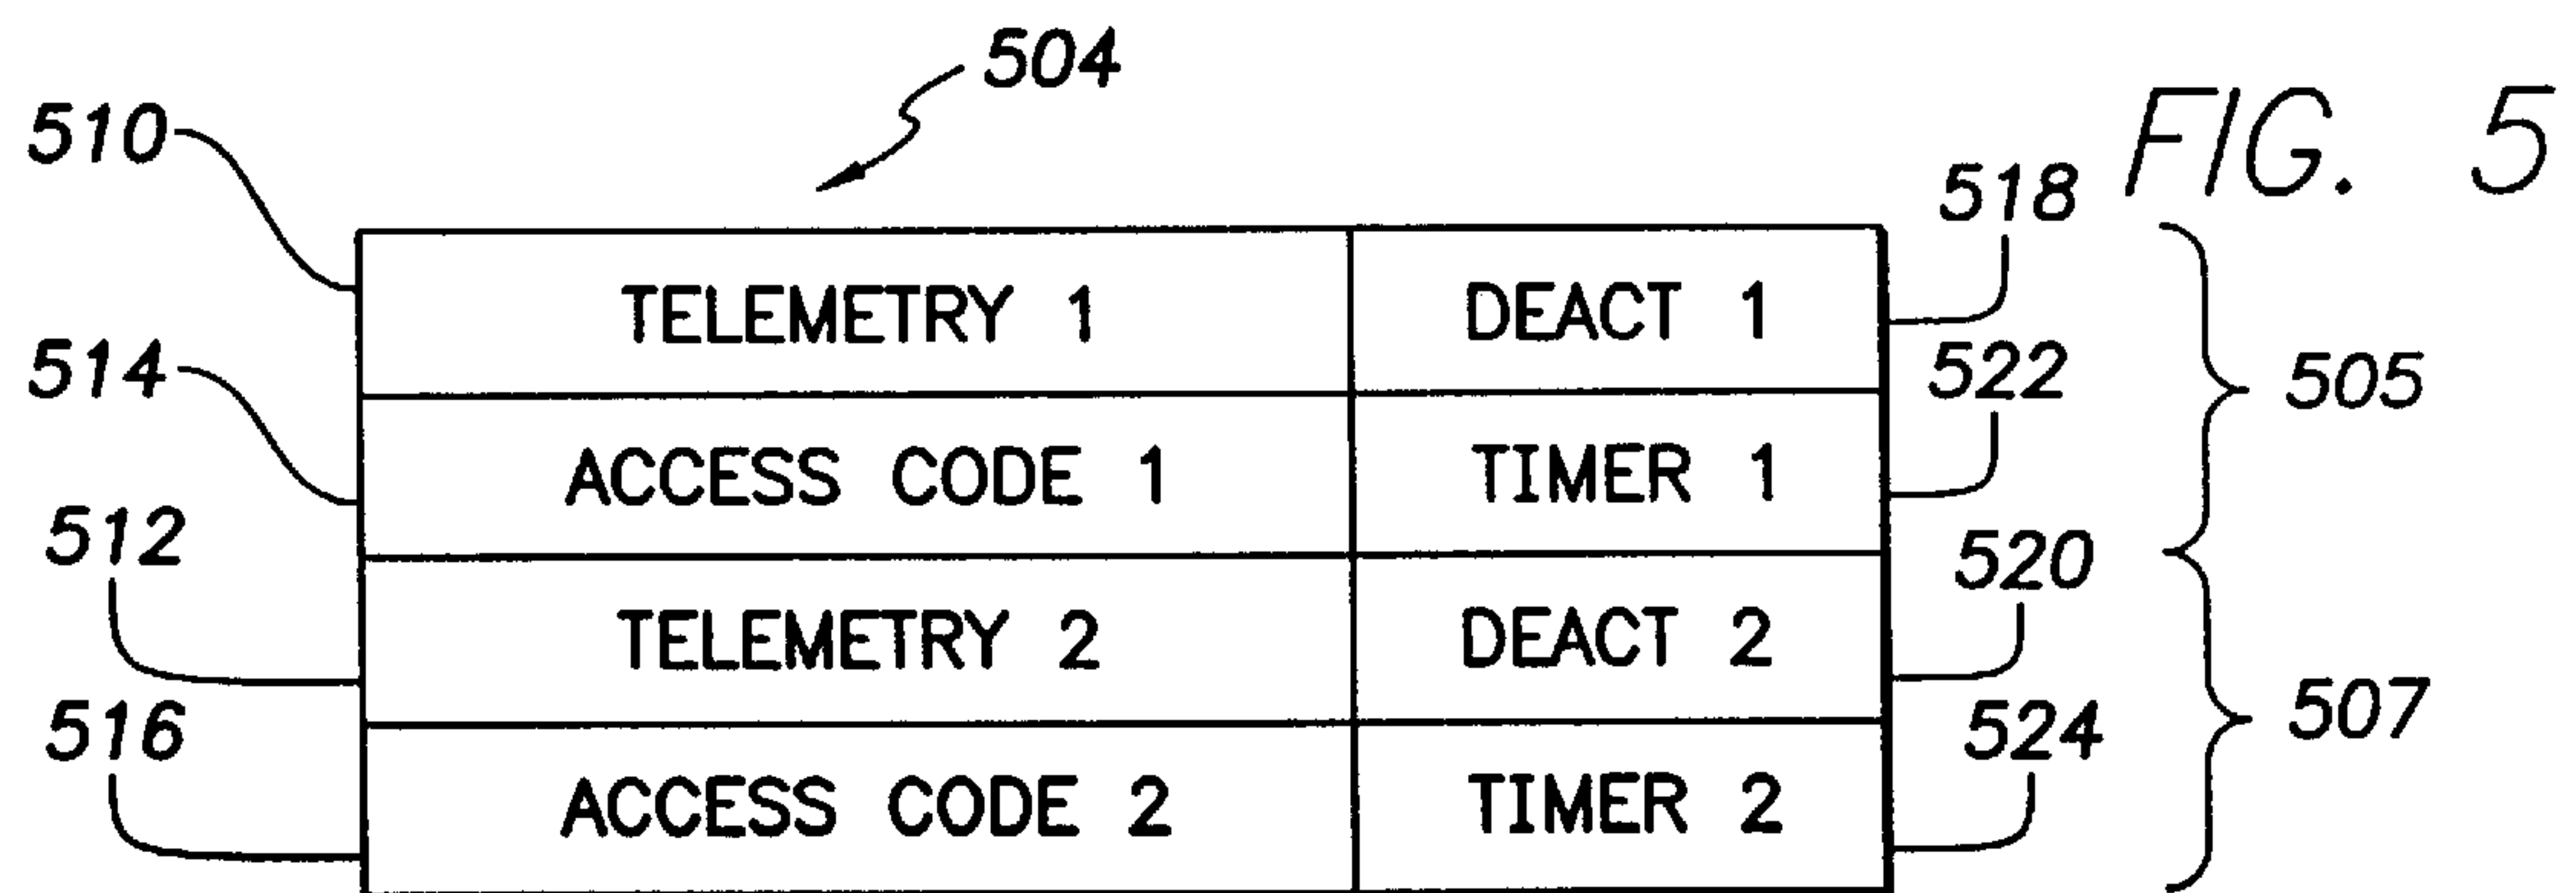 504
FIG. 5
510
518
TELEMETRY 1 DEACT 1
514
522
505
ACCESS CODE 1 TIMER 1
512
520
TELEMETRY 2 DEACT 2
516
524
507
ACCESS CODE 2 TIMER 2